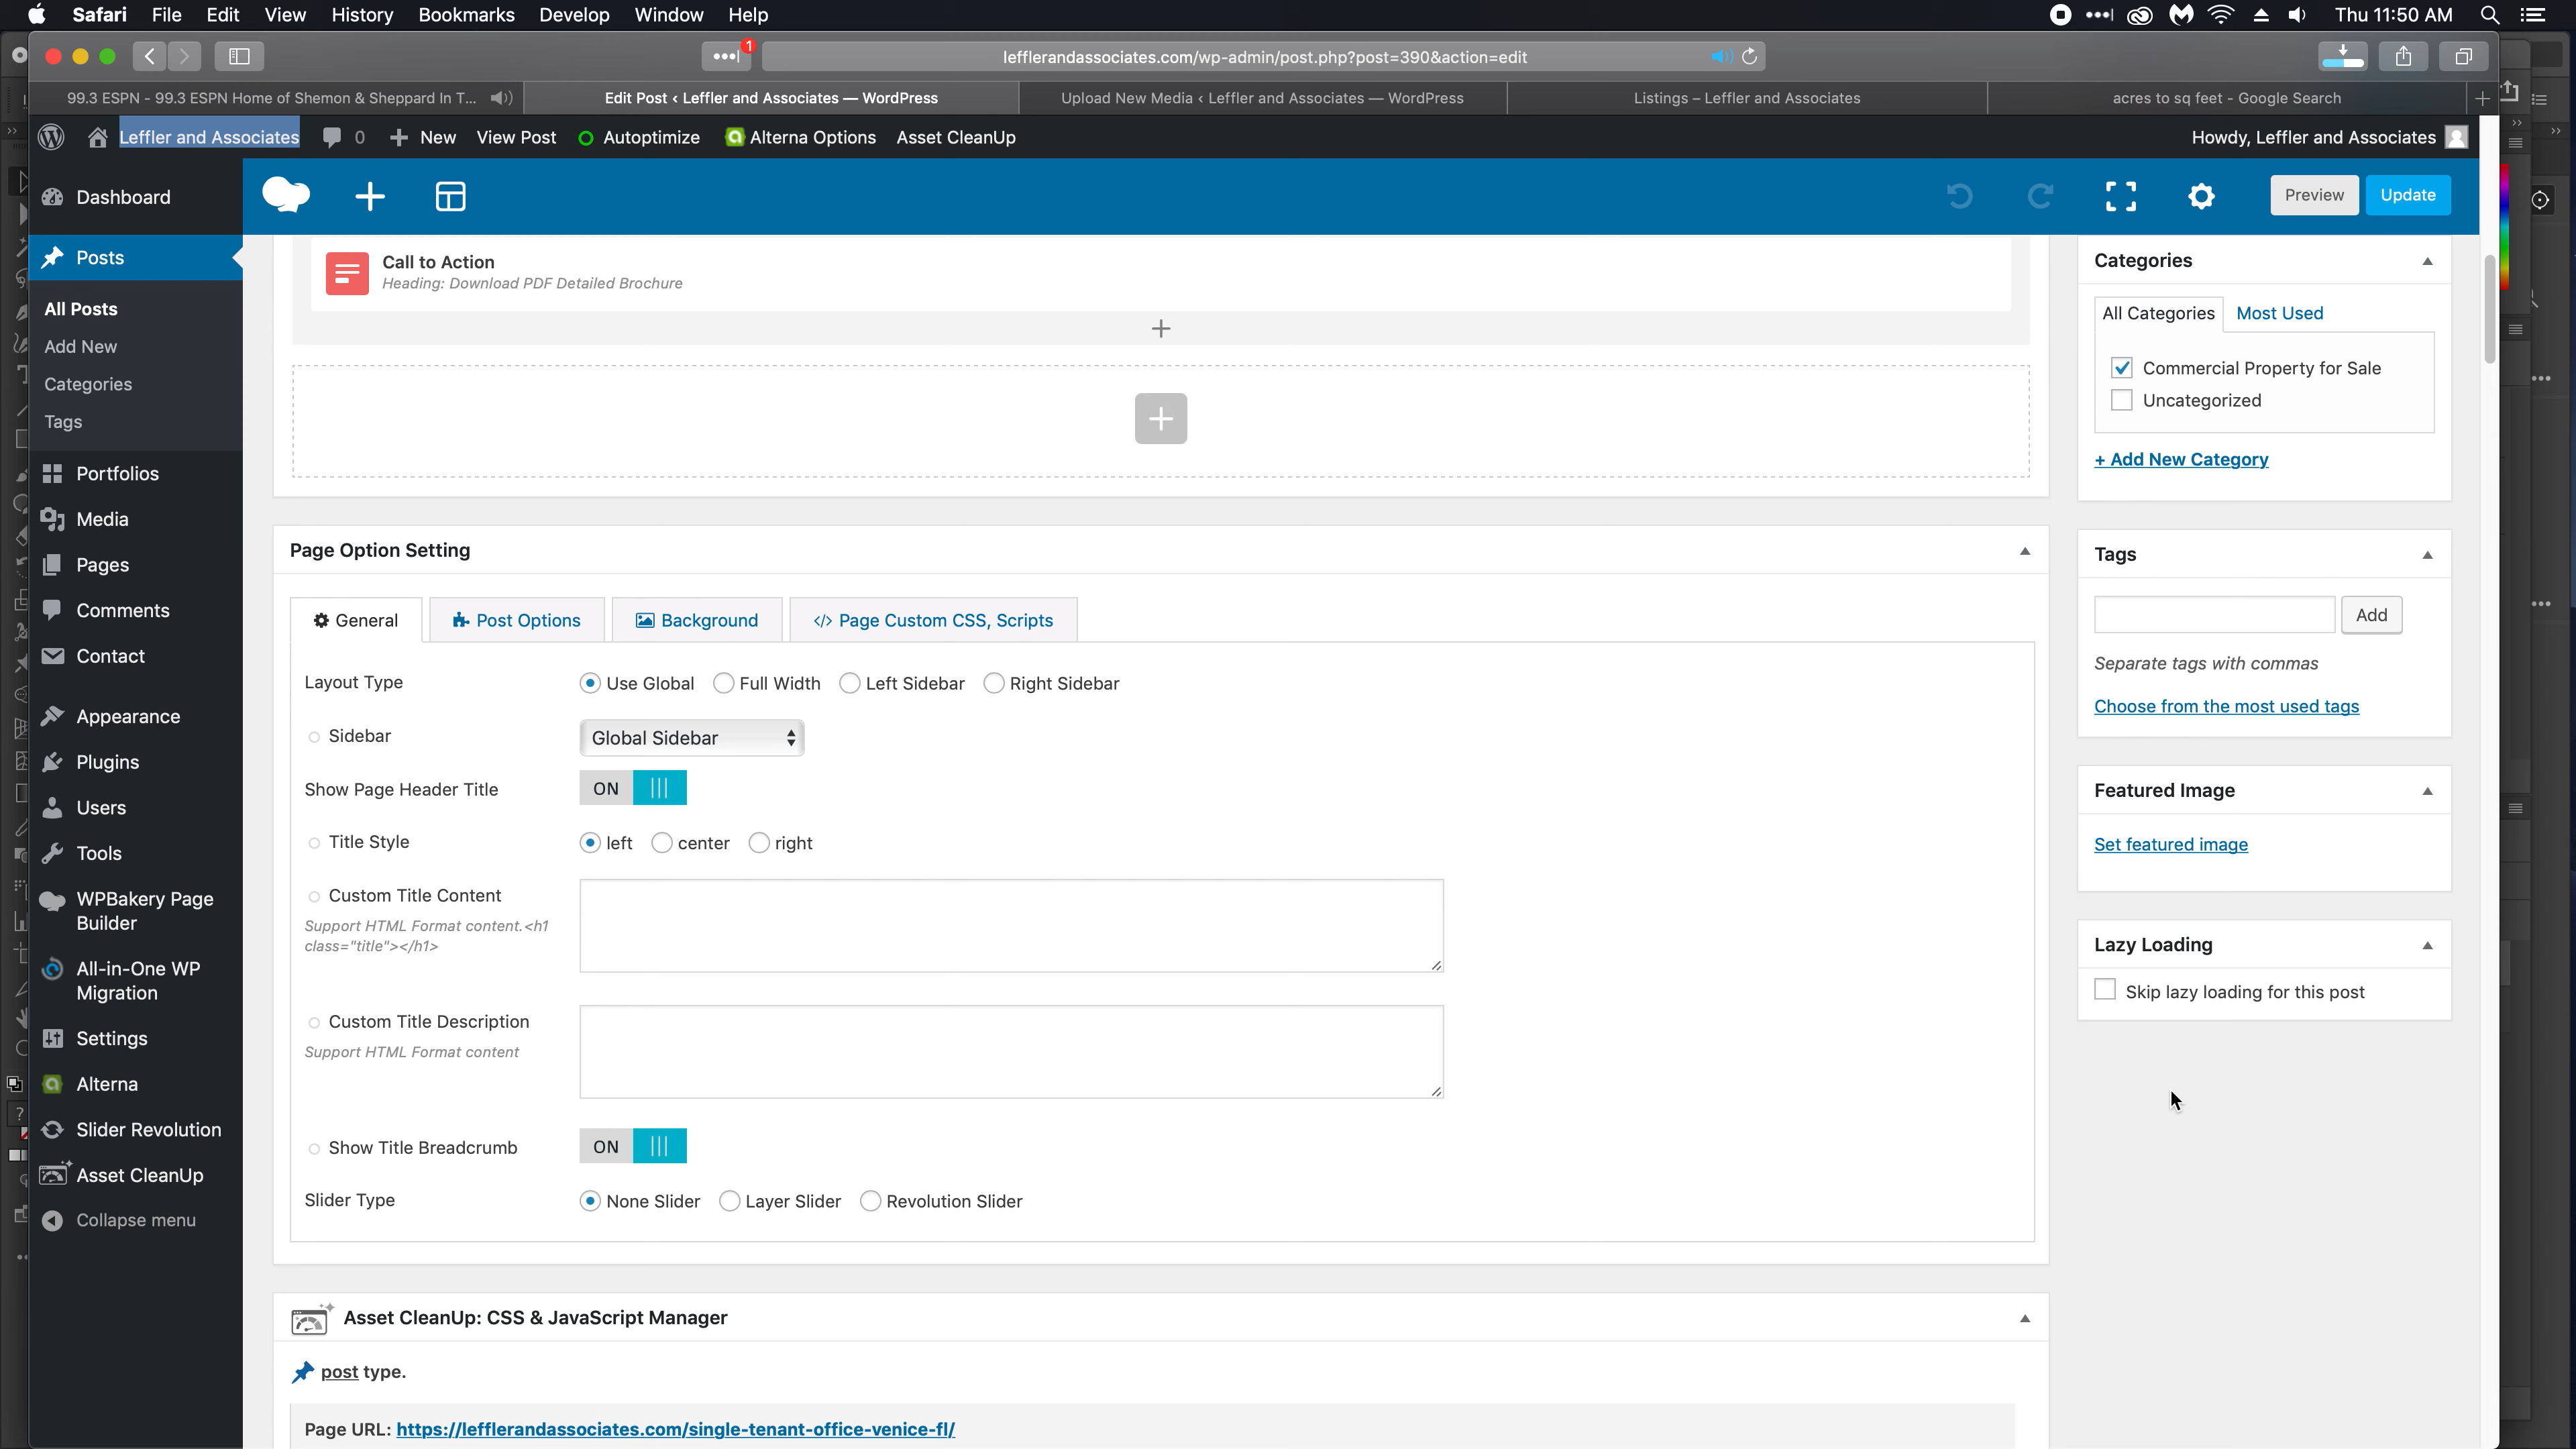 Safari File Edit View History Bookmarks Develop Window Help Thu 11:50 AM
1
lefflerandassociates.com/wp-admin/post.php?post=390&action=edit
99.3 ESPN - 99.3 ESPN Home of Shemon & Sheppard In T... Edit Post < Leffler and Associates — WordPress Upload New Media < Leffler and Associates — WordPress Listings – Leffler and Associates acres to sq feet - Google Search
Leffler and Associates 0 New View Post Autoptimize Alterna Options Asset CleanUp Howdy, Leffler and Associates
Preview Update
Dashboard
Posts
All Posts
Add New
Categories
Tags
Portfolios
Media
Pages
Comments
Contact
Appearance
Plugins
Users
Tools
WPBakery Page
Builder
All-in-One WP
Migration
Settings
Alterna
Slider Revolution
Asset CleanUp
Collapse menu
Call to Action
Heading: Download PDF Detailed Brochure
Page Option Setting
General Post Options Background </> Page Custom CSS, Scripts
Layout Type Use Global Full Width Left Sidebar Right Sidebar
Sidebar Global Sidebar
Show Page Header Title ON
Title Style left center right
Custom Title Content
Support HTML Format content.<h1
class="title"></h1>
Custom Title Description
Support HTML Format content
Show Title Breadcrumb ON
Slider Type None Slider Layer Slider Revolution Slider
Asset CleanUp: CSS & JavaScript Manager
post type.
Page URL: https://lefflerandassociates.com/single-tenant-office-venice-fl/
Categories
All Categories Most Used
Commercial Property for Sale
Uncategorized
+ Add New Category
Tags
Add
Separate tags with commas
Choose from the most used tags
Featured Image
Set featured image
Lazy Loading
Skip lazy loading for this post